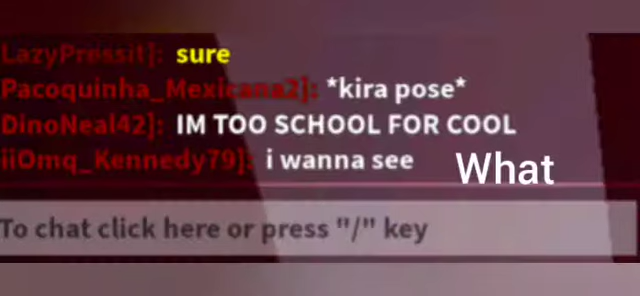 LazyPressit]: sure
Pacoquinha_Mexicana2]: *kira pose*
DinoNeal42]: IM TOO SCHOOL FOR COOL
iiOmq_Kennedy79]: i wanna see
What
To chat click here or press "/" key